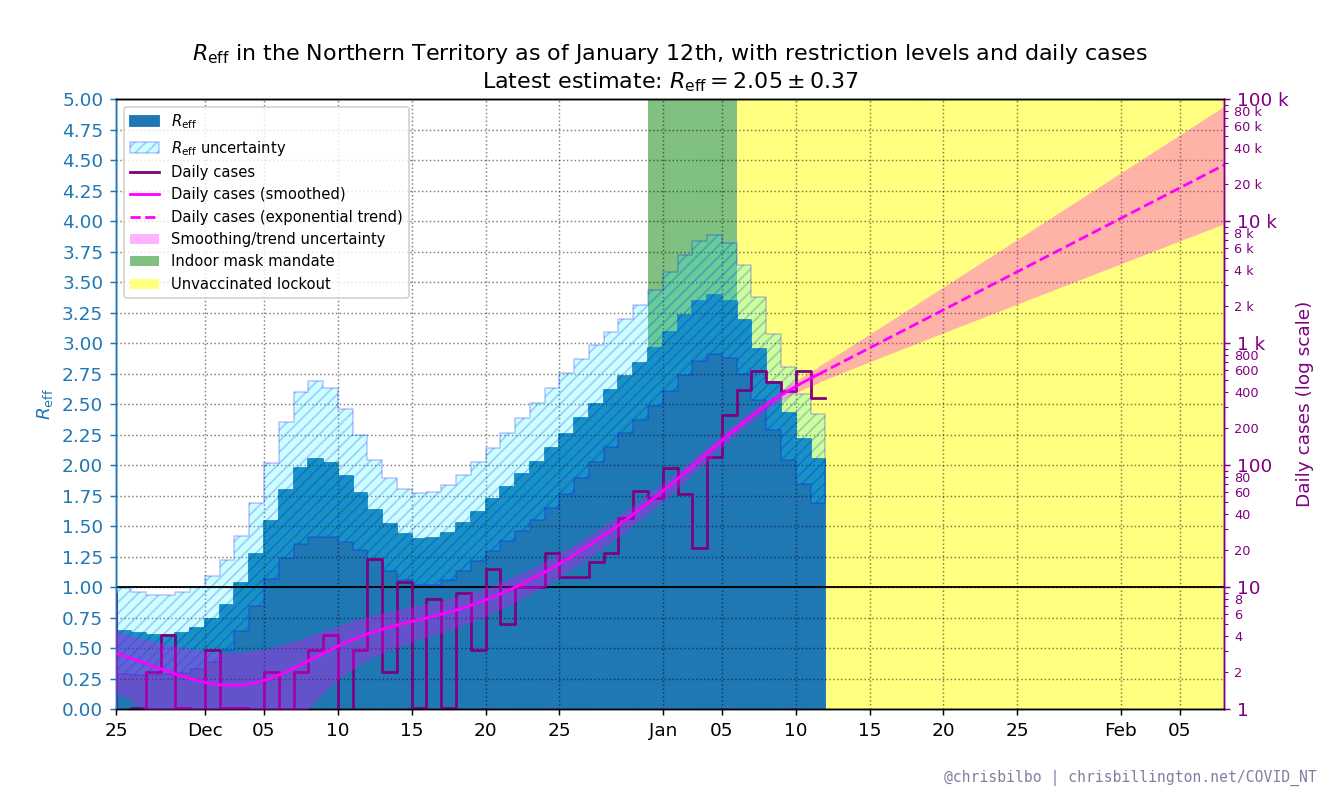 R_eff in the Northern Territory as of January 12th, with restriction levels and daily cases
Latest estimate: R_eff = 2.05 ± 0.37
R_eff
R_eff uncertainty
Daily cases
Daily cases (smoothed)
Daily cases (exponential trend)
Smoothing/trend uncertainty
Indoor mask mandate
Unvaccinated lockout
5.00
4.75
4.50
4.25
4.00
3.75
3.50
3.25
3.00
2.75
2.50
2.25
2.00
1.75
1.50
1.25
1.00
0.75
0.50
0.25
0.00
R_eff
100 k
80 k
60 k
40 k
20 k
10 k
8 k
6 k
4 k
2 k
1 k
800
600
400
200
100
80
60
40
20
10
8
6
4
2
1
Daily cases (log scale)
25 Dec 05 10 15 20 25 Jan 05 10 15 20 25 Feb 05
@chrisbilbo | chrisbillington.net/COVID_NT